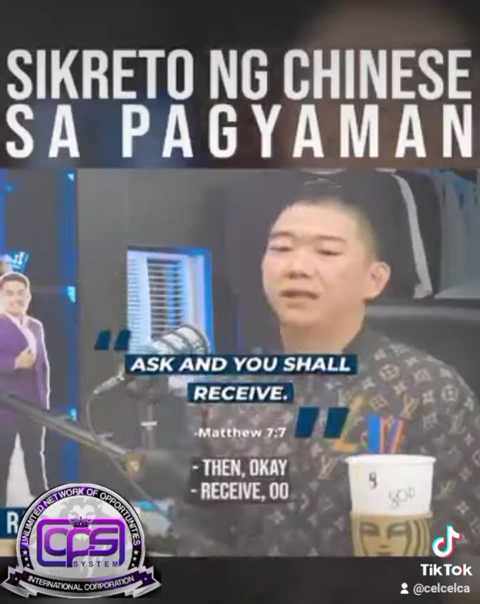 SIKRETO NG CHINESE
SA PAGYAMAN
"ASK AND YOU SHALL
RECEIVE."
-Matthew 7:7
- THEN, OKAY
- RECEIVE, OO
UNLIMITED NETWORK OF OPPORTUNITIES
CPS
SYSTEM
INTERNATIONAL CORPORATION
TikTok
@celcelca